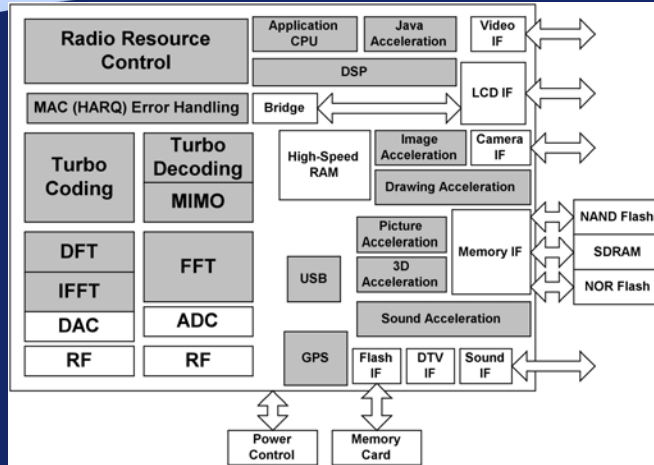 Radio Resource
Control
Application
CPU
Java
Acceleration
Video
IF
DSP
LCD IF
MAC (HARQ) Error Handling
Bridge
Turbo
Coding
Turbo
Decoding
MIMO
High-Speed
RAM
Image
Acceleration
Camera
IF
Drawing Acceleration
DFT
IFFT
DAC
RF
FFT
ADC
RF
USB
Picture
Acceleration
3D
Acceleration
Memory IF
NAND Flash
SDRAM
NOR Flash
Sound Acceleration
GPS
Flash
IF
DTV
IF
Sound
IF
Power
Control
Memory
Card